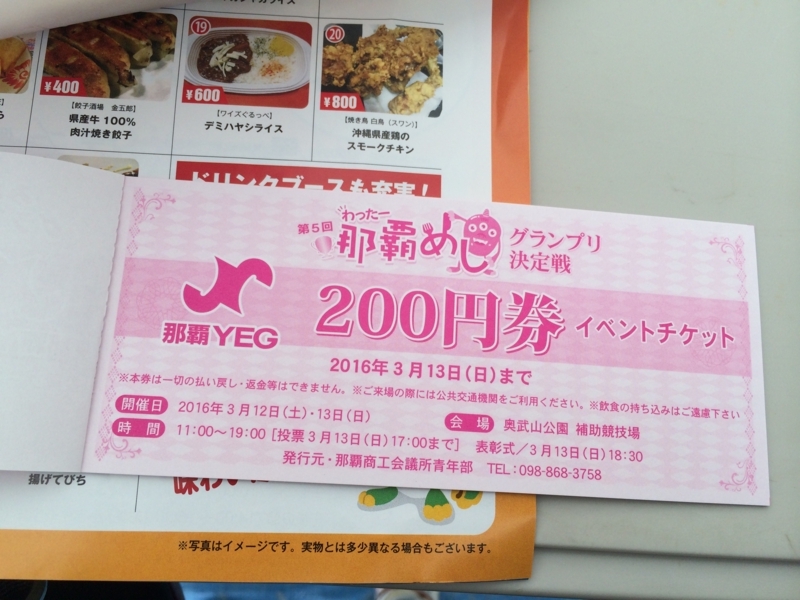 ⑲
⑳
¥400
¥600
¥800
【餃子酒場 金五郎】
県産牛100%
肉汁焼き餃子
【ワイズぐるっぺ】
デミハヤシライス
【焼き鳥 白鳥(スワン)】
沖縄県産鶏の
スモークチキン
ドリンクブースも充実！
第5回
わったー
那覇めし
グランプリ
決定戦
那覇YEG
200円券 イベントチケット
2016年3月13日(日)まで
※本券は一切の払い戻し・返金等はできません。※ご来場の際には公共交通機関をご利用ください。※飲食の持ち込みはご遠慮下さい
開催日 2016年3月12日(土)・13日(日)
会場 奥武山公園 補助競技場
時間 11:00〜19:00［投票3月13日(日)17:00まで］ 表彰式／3月13日(日)18:30
発行元・那覇商工会議所青年部 TEL：098-868-3758
揚げてびち
味わい
※写真はイメージです。実物とは多少異なる場合もございます。